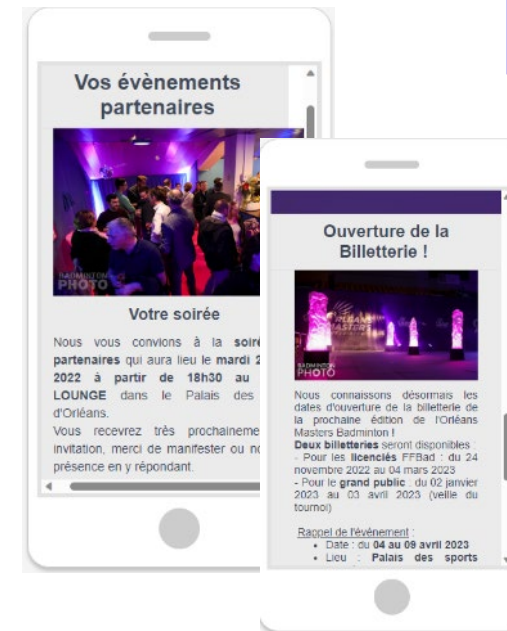 Vos évènements
partenaires
BADMINTON
PHOTO
Votre soirée
Nous vous convions à la
partenaires qui aura lieu le mardi
2022 à partir de 18h30 au
LOUNGE dans le Palais des
d'Orléans.
Vous recevrez très
invitation, merci de manifester ou
présence en y répondant.
Ouverture de la
Billetterie !
ORLEANS
MASTERS
BADMINTON
PHOTO
Nous connaissons désormais les
dates d'ouverture de la billetterie de
la prochaine édition de l'Orléans
Masters Badminton !
Deux billetteries seront disponibles :
- Pour les licenciés FFBad : du 24
novembre 2022 au 04 mars 2023
- Pour le grand public : du 02 janvier
2023 au 03 avril 2023 (veille du
tournoi)
Rappel de l'événement :
• Date : du 04 au 09 avril 2023
• Lieu : Palais des sports